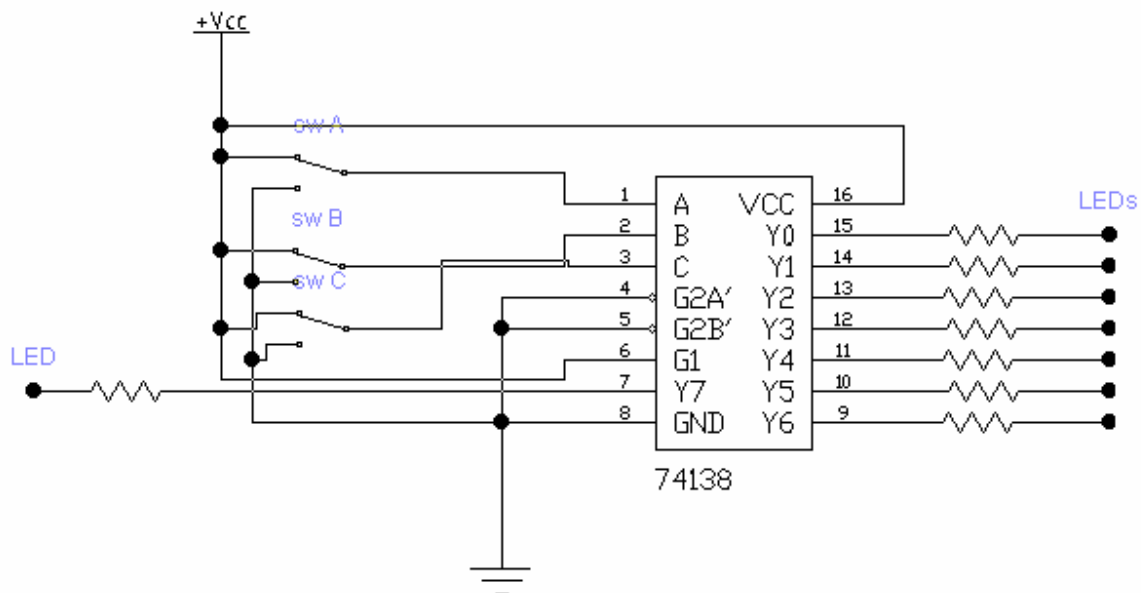 +Vcc
sw A
sw B
sw C
LED
LEDs
1 A VCC 16
2 B Y0 15
3 C Y1 14
4 G2A' Y2 13
5 G2B' Y3 12
6 G1 Y4 11
7 Y7 Y5 10
8 GND Y6 9
74138